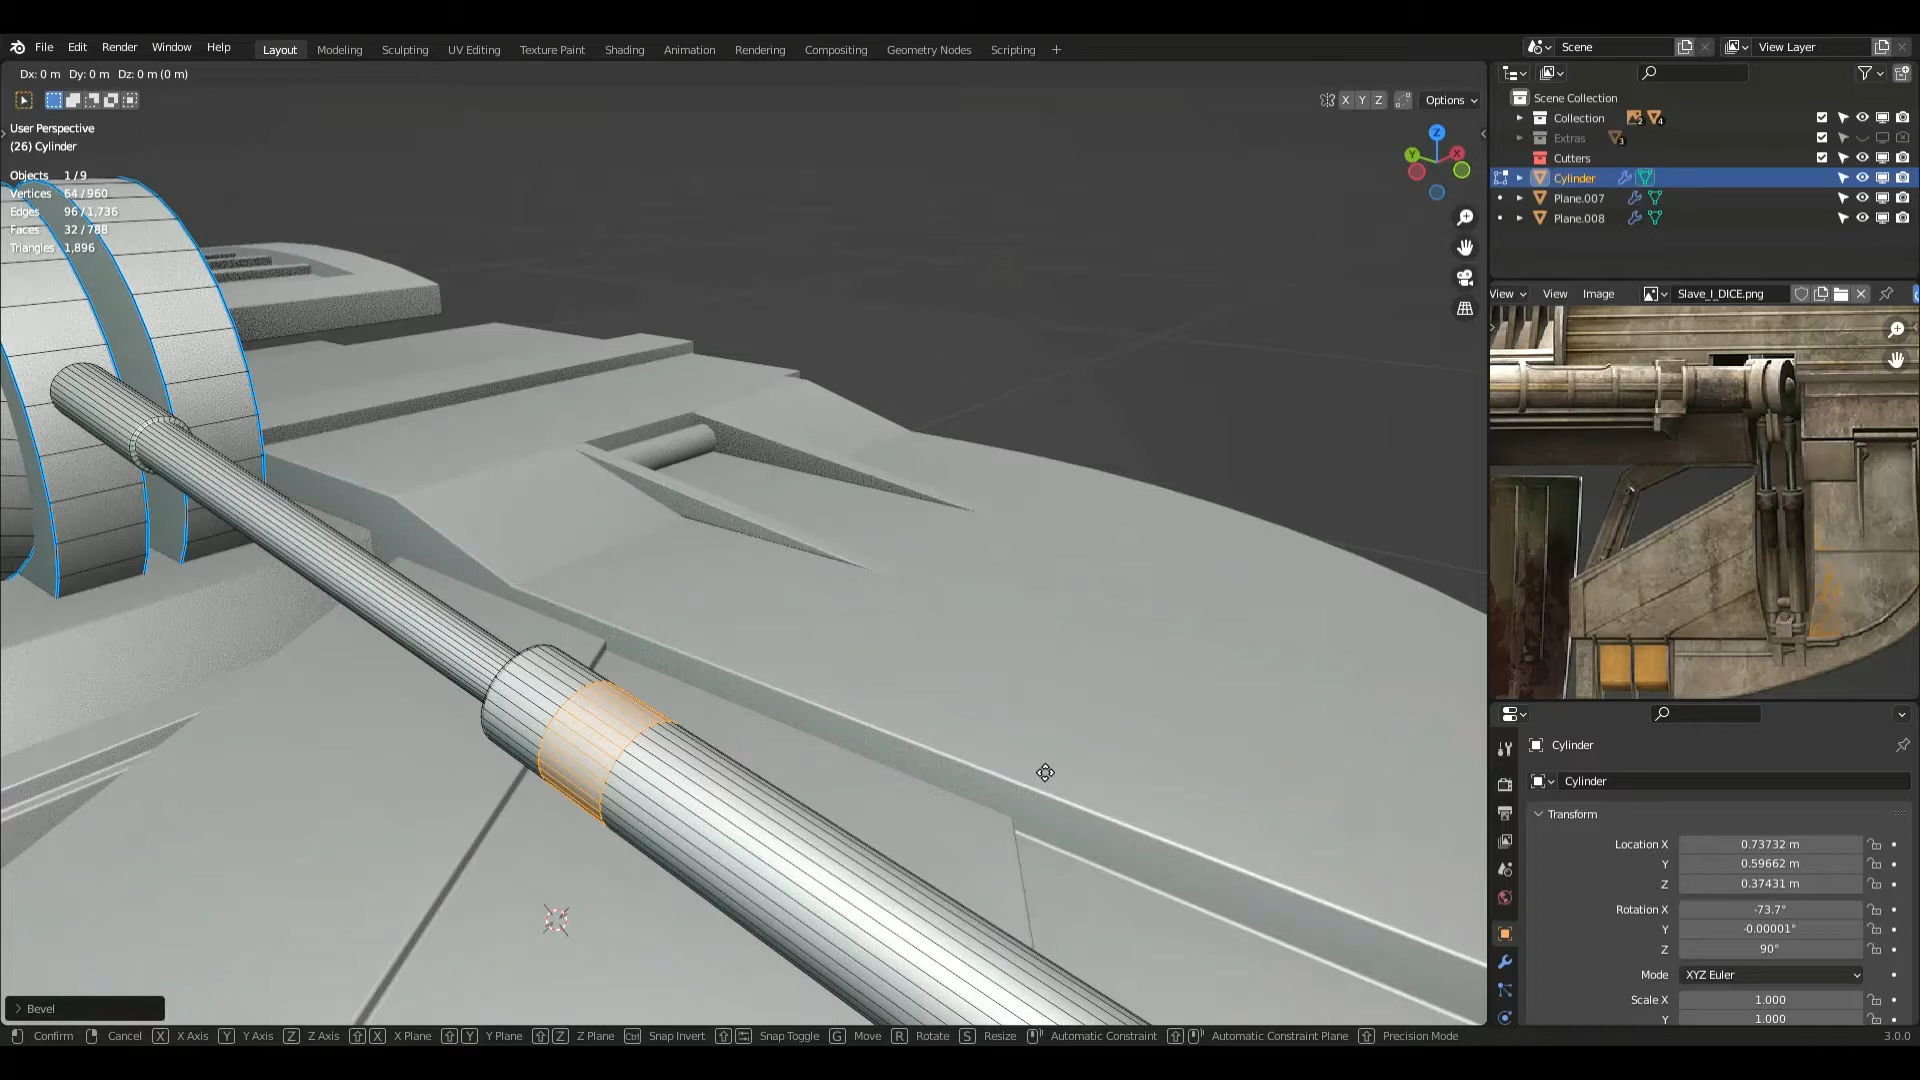 File Edit Render Window Help
Layout Modeling Sculpting UV Editing Texture Paint Shading Animation Rendering Compositing Geometry Nodes Scripting +
Scene
View Layer
Dx: 0 m Dy: 0 m Dz: 0 m (0 m)
X Y Z
Options
User Perspective
(26) Cylinder
Objects 1/9
Vertices 64/960
Edges 96/1,736
Faces 32/788
Triangles 1,896
Z
Y
X
Scene Collection
Collection 2 4
Extras 3
Cutters
Cylinder
Plane.007
Plane.008
View View Image Slave_I_DICE.png
Cylinder
Cylinder
Transform
Location X 0.73732 m
Y 0.59662 m
Z 0.37431 m
Rotation X -73.7°
Y -0.00001°
Z 90°
Mode XYZ Euler
Scale X 1.000
Y 1.000
Bevel
Confirm Cancel X X Axis Y Y Axis Z Z Axis X X Plane Y Y Plane Z Z Plane Ctrl Snap Invert Snap Toggle G Move R Rotate S Resize Automatic Constraint Automatic Constraint Plane Precision Mode
3.0.0